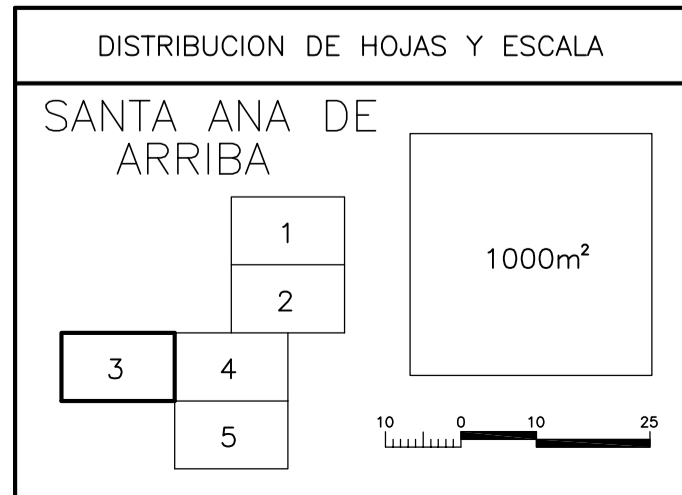 DISTRIBUCION DE HOJAS Y ESCALA
SANTA ANA DE
ARRIBA
1
2
3 4
5
1000m²
10 0 10 25